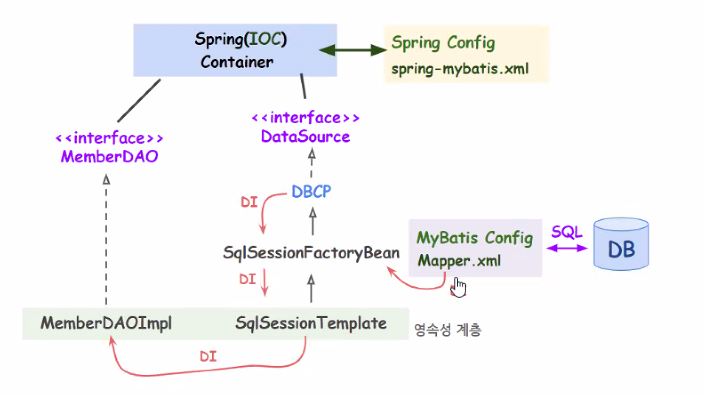 Spring(IOC)
Container
Spring Config
spring-mybatis.xml
<<interface>>
MemberDAO
<<interface>>
DataSource
DI
DBCP
SqlSessionFactoryBean
MyBatis Config
Mapper.xml
SQL
DB
DI
MemberDAOImpl
SqlSessionTemplate
영속성 계층
DI